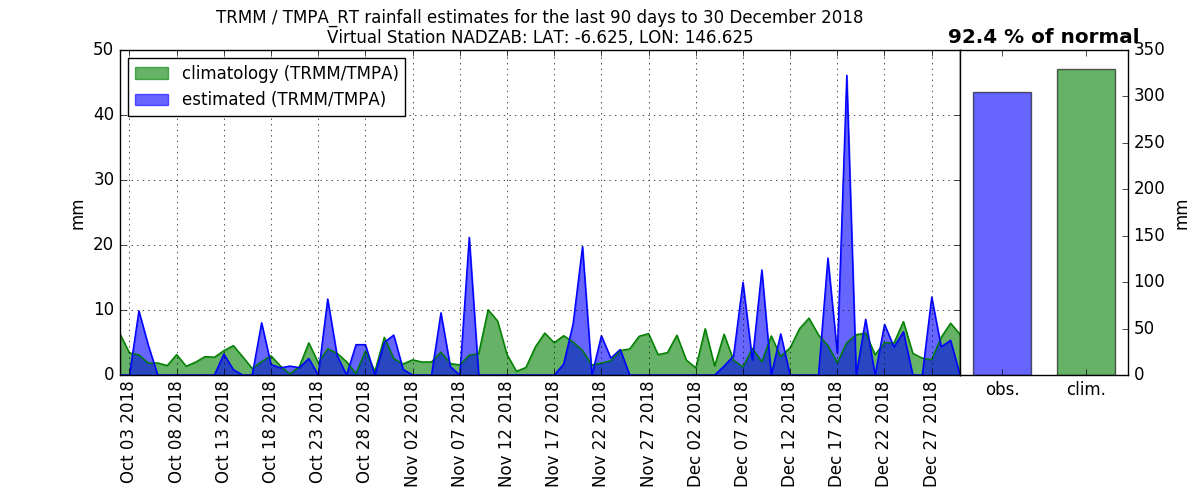 TRMM / TMPA_RT rainfall estimates for the last 90 days to 30 December 2018
Virtual Station NADZAB: LAT: -6.625, LON: 146.625
92.4 % of normal
climatology (TRMM/TMPA)
estimated (TRMM/TMPA)
mm
50
40
30
20
10
0
Oct 03 2018
Oct 08 2018
Oct 13 2018
Oct 18 2018
Oct 23 2018
Oct 28 2018
Nov 02 2018
Nov 07 2018
Nov 12 2018
Nov 17 2018
Nov 22 2018
Nov 27 2018
Dec 02 2018
Dec 07 2018
Dec 12 2018
Dec 17 2018
Dec 22 2018
Dec 27 2018
obs.
clim.
350
300
250
200
150
100
50
0
mm